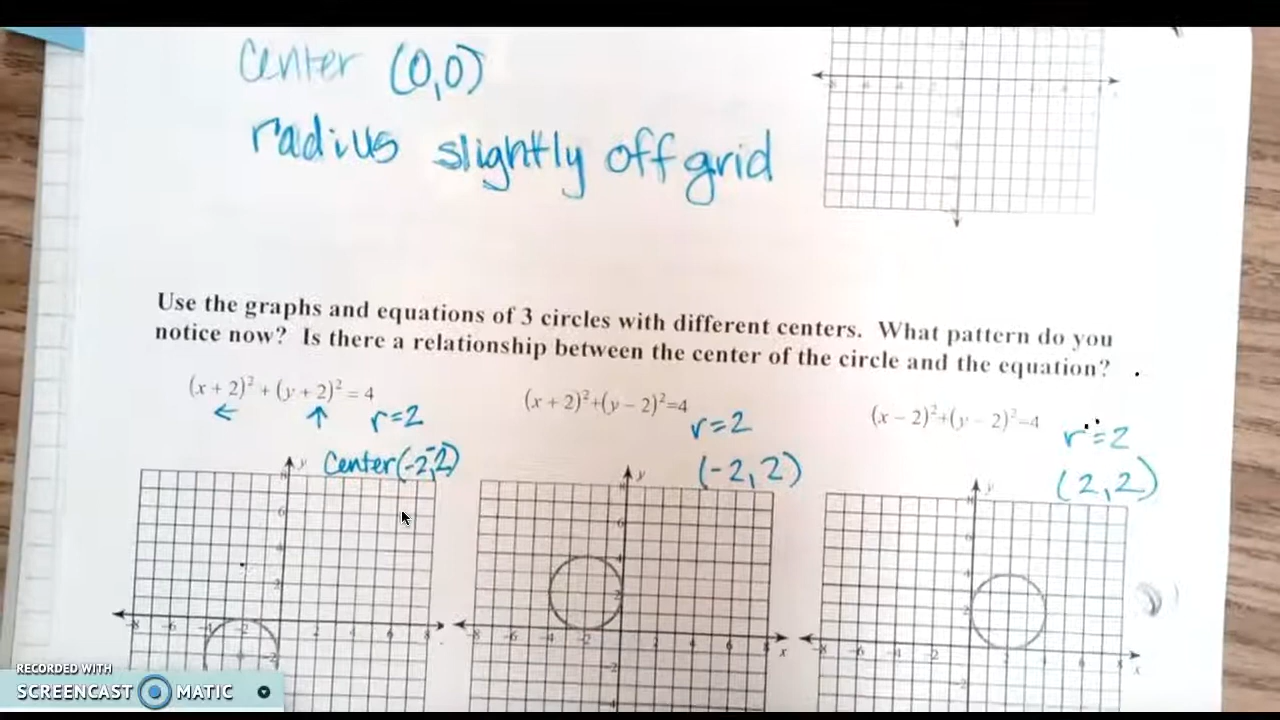 Center (0,0)
radius slightly off grid
Use the graphs and equations of 3 circles with different centers. What pattern do you
notice now? Is there a relationship between the center of the circle and the equation?
(x + 2)² + (y + 2)² = 4
r=2
Center(-2,-2)
(x + 2)²+(y – 2)²=4
r=2
(-2,2)
(x – 2)²+(y – 2)²=4
r=2
(2,2)
RECORDED WITH
SCREENCAST MATIC